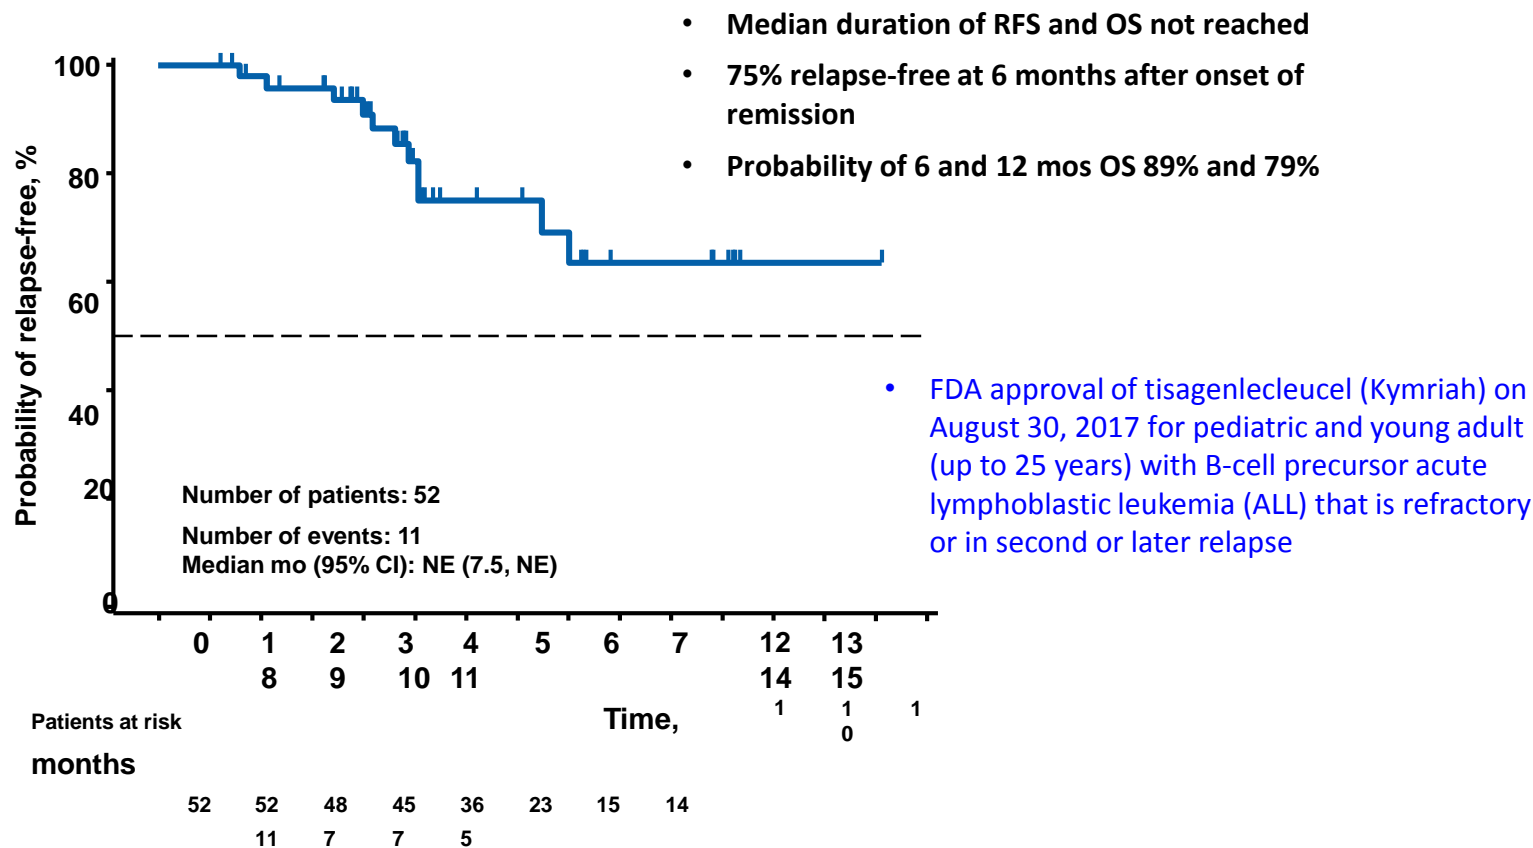 • Median duration of RFS and OS not reached
• 75% relapse-free at 6 months after onset of
remission
• Probability of 6 and 12 mos OS 89% and 79%
Probability of relapse-free, %
100
80
60
40
20
0
• FDA approval of tisagenlecleucel (Kymriah) on
August 30, 2017 for pediatric and young adult
(up to 25 years) with B-cell precursor acute
lymphoblastic leukemia (ALL) that is refractory
or in second or later relapse
Number of patients: 52
Number of events: 11
Median mo (95% CI): NE (7.5, NE)
0 1 2 3 4 5 6 7 12 13
8 9 10 11 14 15
Patients at risk Time, 1 1 1
0
months
52 52 48 45 36 23 15 14
11 7 7 5